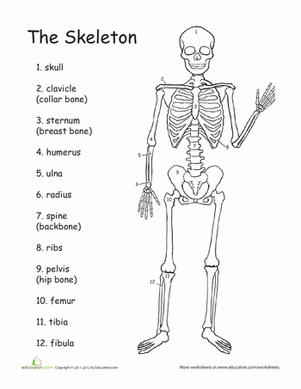 The Skeleton
1. skull
2. clavicle
(collar bone)
3. sternum
(breast bone)
4. humerus
5. ulna
6. radius
7. spine
(backbone)
8. ribs
9. pelvis
(hip bone)
10. femur
11. tibia
12. fibula
1
2
3
4
5
6
7
8
9
10
11
12
education.com
More worksheets at www.education.com/worksheets